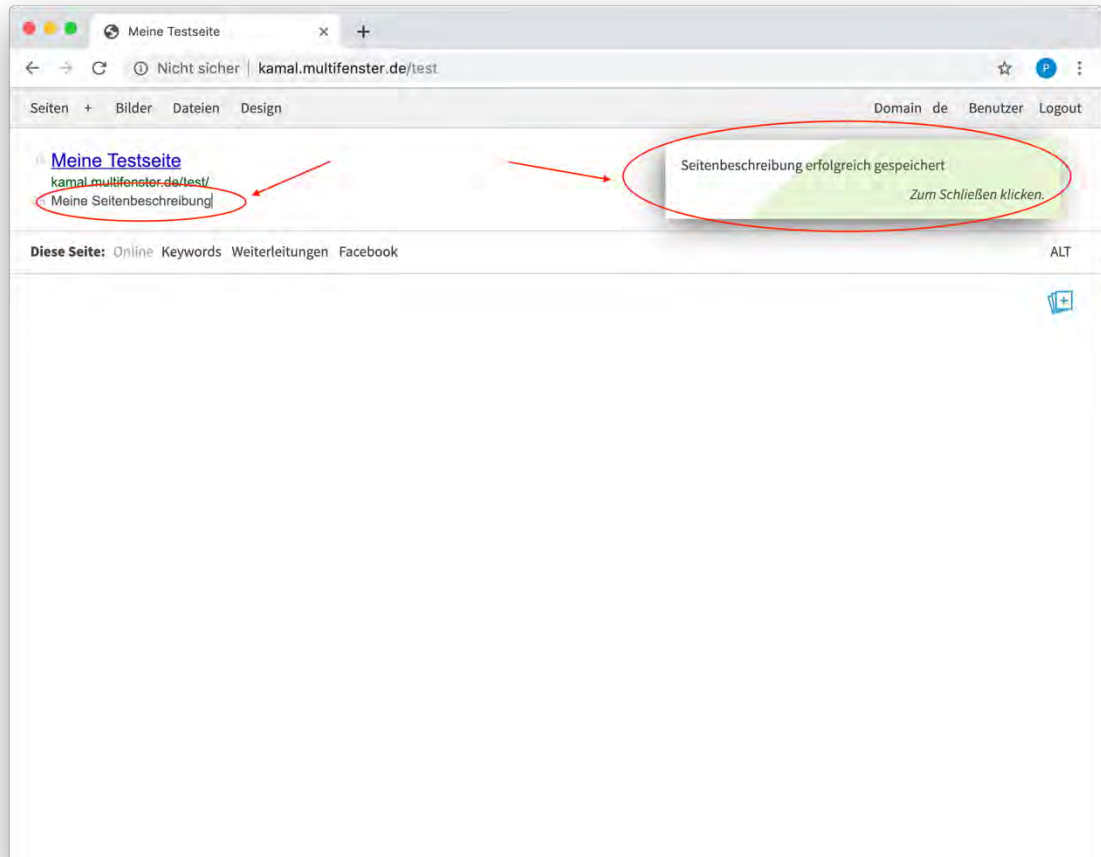 Meine Testseite × +
Nicht sicher | kamal.multifenster.de/test P
Seiten + Bilder Dateien Design Domain de Benutzer Logout
Meine Testseite
kamal.multifenster.de/test/
Meine Seitenbeschreibung
Seitenbeschreibung erfolgreich gespeichert
Zum Schließen klicken.
Diese Seite: Online Keywords Weiterleitungen Facebook ALT